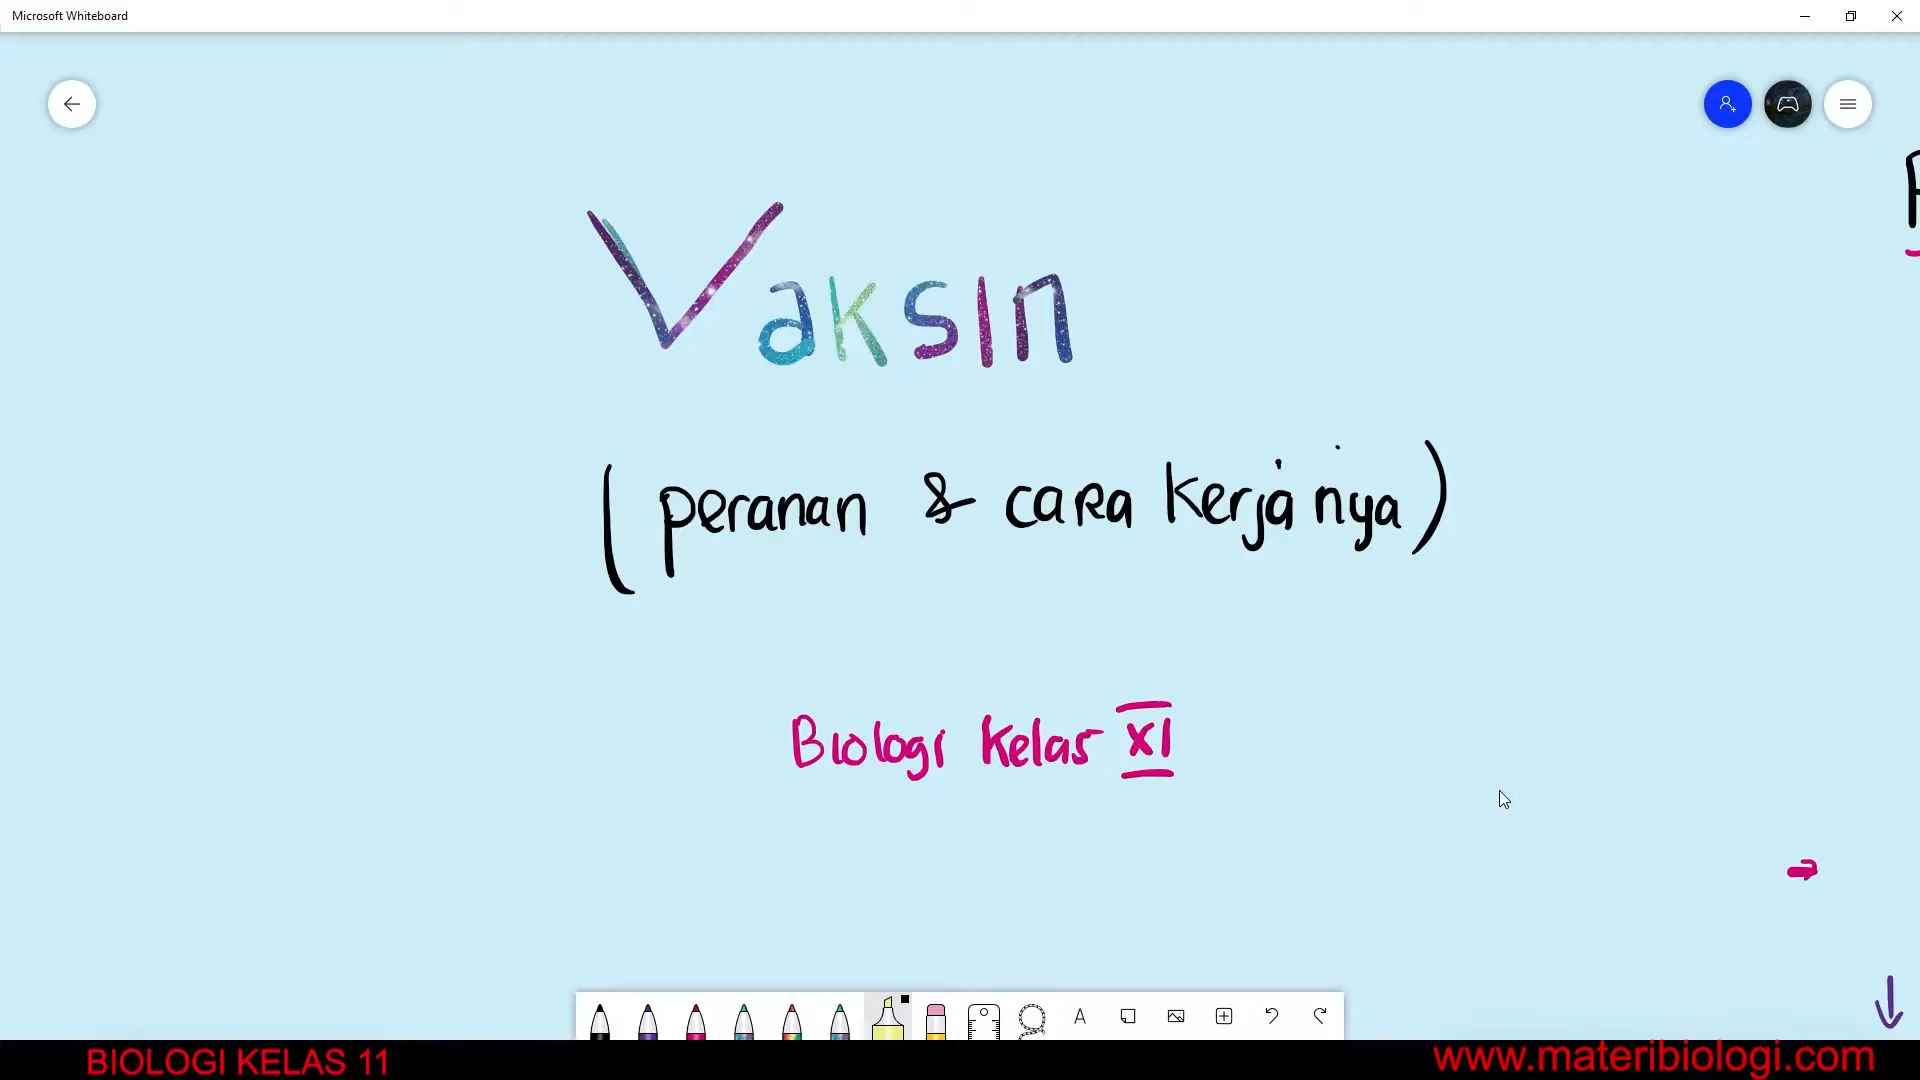 Microsoft Whiteboard
Vaksin
(peranan & cara kerjanya)
Biologi Kelas XI
BIOLOGI KELAS 11
www.materibiologi.com